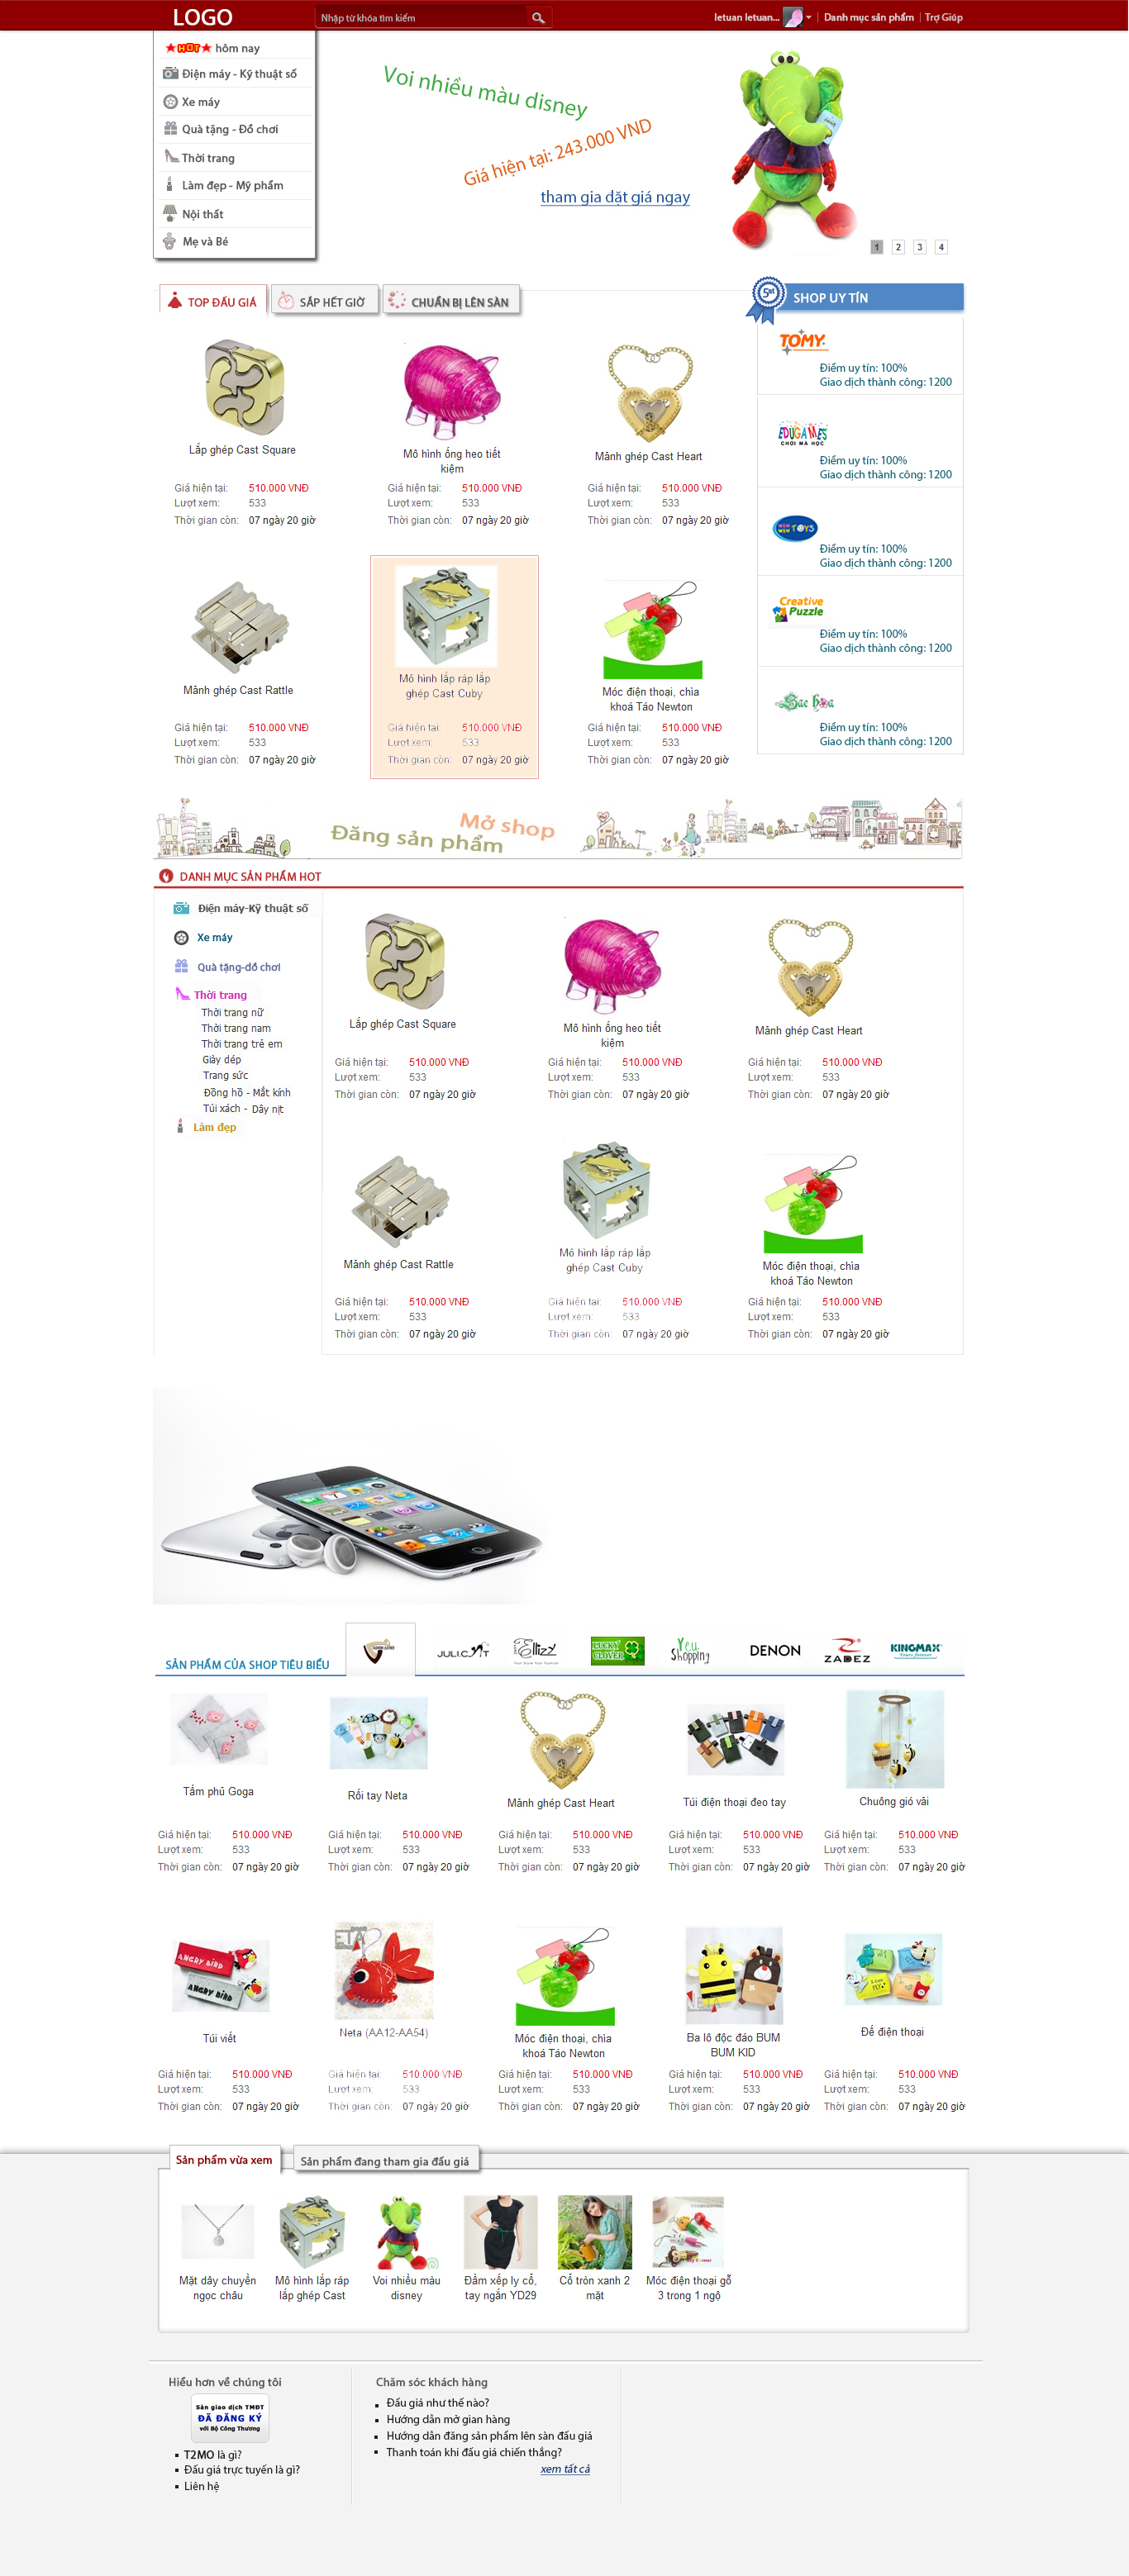 LOGO
Nhập từ khóa tìm kiếm
letuan letuan...
Danh mục sản phẩm
Trợ Giúp
HOT hôm nay
Điện máy - Kỹ thuật số
Xe máy
Quà tặng - Đồ chơi
Thời trang
Làm đẹp - Mỹ phẩm
Nội thất
Mẹ và Bé
Voi nhiều màu disney
Giá hiện tại: 243.000 VND
tham gia dặt giá ngay
1 2 3 4
TOP ĐẤU GIÁ
SẮP HẾT GIỜ
CHUẨN BỊ LÊN SÀN
SHOP UY TÍN
TOMY
Điểm uy tín: 100%
Giao dịch thành công: 1200
EDUGAMES
CHƠI MÀ HỌC
Điểm uy tín: 100%
Giao dịch thành công: 1200
WIN WIN TOYS
Điểm uy tín: 100%
Giao dịch thành công: 1200
Creative
Puzzle
Điểm uy tín: 100%
Giao dịch thành công: 1200
Sac hoa
Điểm uy tín: 100%
Giao dịch thành công: 1200
Lắp ghép Cast Square
Giá hiện tại: 510.000 VNĐ
Lượt xem: 533
Thời gian còn: 07 ngày 20 giờ
Mô hình ống heo tiết
kiệm
Giá hiện tại: 510.000 VNĐ
Lượt xem: 533
Thời gian còn: 07 ngày 20 giờ
Mảnh ghép Cast Heart
Giá hiện tại: 510.000 VNĐ
Lượt xem: 533
Thời gian còn: 07 ngày 20 giờ
Mảnh ghép Cast Rattle
Giá hiện tại: 510.000 VNĐ
Lượt xem: 533
Thời gian còn: 07 ngày 20 giờ
Mô hình lắp ráp lắp
ghép Cast Cuby
Giá hiện tại: 510.000 VNĐ
Lượt xem: 533
Thời gian còn: 07 ngày 20 giờ
Móc điện thoại, chìa
khoá Táo Newton
Giá hiện tại: 510.000 VNĐ
Lượt xem: 533
Thời gian còn: 07 ngày 20 giờ
Đăng sản phẩm
Mở shop
DANH MỤC SẢN PHẨM HOT
Điện máy-Kỹ thuật số
Xe máy
Quà tặng-đồ chơi
Thời trang
Thời trang nữ
Thời trang nam
Thời trang trẻ em
Giày dép
Trang sức
Đồng hồ - Mắt kính
Túi xách - Dây nịt
Làm đẹp
Lắp ghép Cast Square
Giá hiện tại: 510.000 VNĐ
Lượt xem: 533
Thời gian còn: 07 ngày 20 giờ
Mô hình ống heo tiết
kiệm
Giá hiện tại: 510.000 VNĐ
Lượt xem: 533
Thời gian còn: 07 ngày 20 giờ
Mảnh ghép Cast Heart
Giá hiện tại: 510.000 VNĐ
Lượt xem: 533
Thời gian còn: 07 ngày 20 giờ
Mảnh ghép Cast Rattle
Giá hiện tại: 510.000 VNĐ
Lượt xem: 533
Thời gian còn: 07 ngày 20 giờ
Mô hình lắp ráp lắp
ghép Cast Cuby
Giá hiện tại: 510.000 VNĐ
Lượt xem: 533
Thời gian còn: 07 ngày 20 giờ
Móc điện thoại, chìa
khoá Táo Newton
Giá hiện tại: 510.000 VNĐ
Lượt xem: 533
Thời gian còn: 07 ngày 20 giờ
SẢN PHẨM CỦA SHOP TIÊU BIỂU
JULICAT
Ellizy
LUCKY
CLOVER
Yeu
Shopping
DENON
ZADEZ
KINGMAX
Yours forever
Tấm phủ Goga
Giá hiện tại: 510.000 VNĐ
Lượt xem: 533
Thời gian còn: 07 ngày 20 giờ
Rối tay Neta
Giá hiện tại: 510.000 VNĐ
Lượt xem: 533
Thời gian còn: 07 ngày 20 giờ
Mảnh ghép Cast Heart
Giá hiện tại: 510.000 VNĐ
Lượt xem: 533
Thời gian còn: 07 ngày 20 giờ
Túi điện thoại đeo tay
Giá hiện tại: 510.000 VNĐ
Lượt xem: 533
Thời gian còn: 07 ngày 20 giờ
Chuông gió vải
Giá hiện tại: 510.000 VNĐ
Lượt xem: 533
Thời gian còn: 07 ngày 20 giờ
ANGRY BIRD
ANGRY BIRD
Túi viết
Giá hiện tại: 510.000 VNĐ
Lượt xem: 533
Thời gian còn: 07 ngày 20 giờ
ETA
Neta (AA12-AA54)
Giá hiện tại: 510.000 VNĐ
Lượt xem: 533
Thời gian còn: 07 ngày 20 giờ
Móc điện thoại, chìa
khoá Táo Newton
Giá hiện tại: 510.000 VNĐ
Lượt xem: 533
Thời gian còn: 07 ngày 20 giờ
Ba lô độc đáo BUM
BUM KID
Giá hiện tại: 510.000 VNĐ
Lượt xem: 533
Thời gian còn: 07 ngày 20 giờ
Đế điện thoại
Giá hiện tại: 510.000 VNĐ
Lượt xem: 533
Thời gian còn: 07 ngày 20 giờ
Sản phẩm vừa xem
Sản phẩm đang tham gia đấu giá
Mặt dây chuyền
ngọc châu
Mô hình lắp ráp
lắp ghép Cast
Voi nhiều màu
disney
Đầm xếp ly cổ,
tay ngắn YD29
Cổ tròn xanh 2
mặt
Móc điện thoại gỗ
3 trong 1 ngộ
Hiểu hơn về chúng tôi
Sàn giao dịch TMĐT
ĐÃ ĐĂNG KÝ
với Bộ Công Thương
T2MO là gì?
Đấu giá trực tuyến là gì?
Liên hệ
Chăm sóc khách hàng
Đấu giá như thế nào?
Hướng dẫn mở gian hàng
Hướng dẫn đăng sản phẩm lên sàn đấu giá
Thanh toán khi đấu giá chiến thắng?
xem tất cả